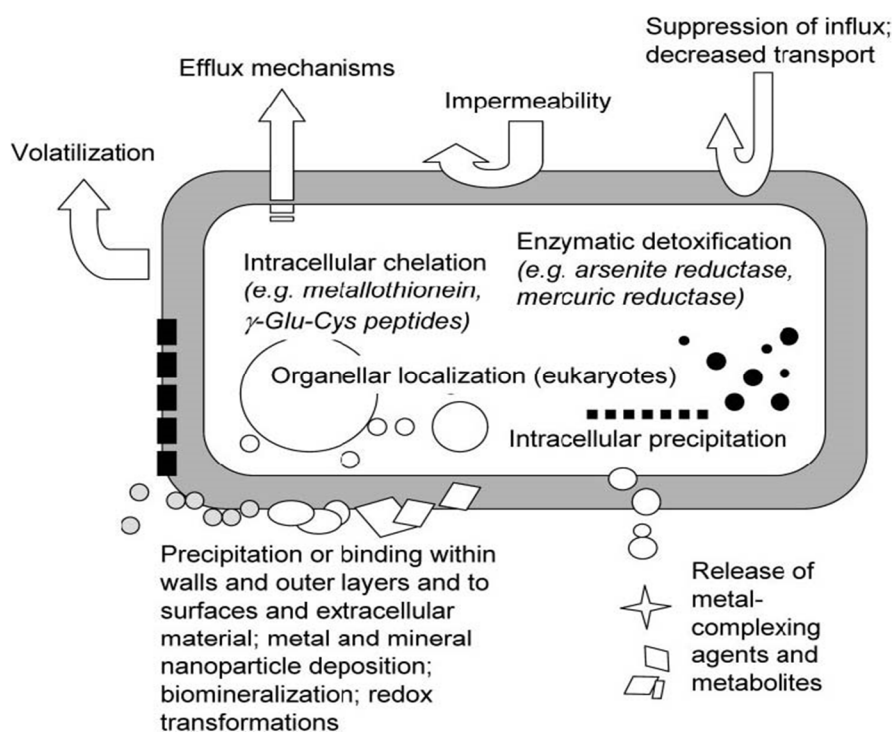 Suppression of influx;
decreased transport
Efflux mechanisms
Impermeability
Volatilization
Enzymatic detoxification
(e.g. arsenite reductase,
mercuric reductase)
Intracellular chelation
(e.g. metallothionein,
γ-Glu-Cys peptides)
Organellar localization (eukaryotes)
Intracellular precipitation
Precipitation or binding within
walls and outer layers and to
surfaces and extracellular
material; metal and mineral
nanoparticle deposition;
biomineralization; redox
transformations
Release of
metal-
complexing
agents and
metabolites